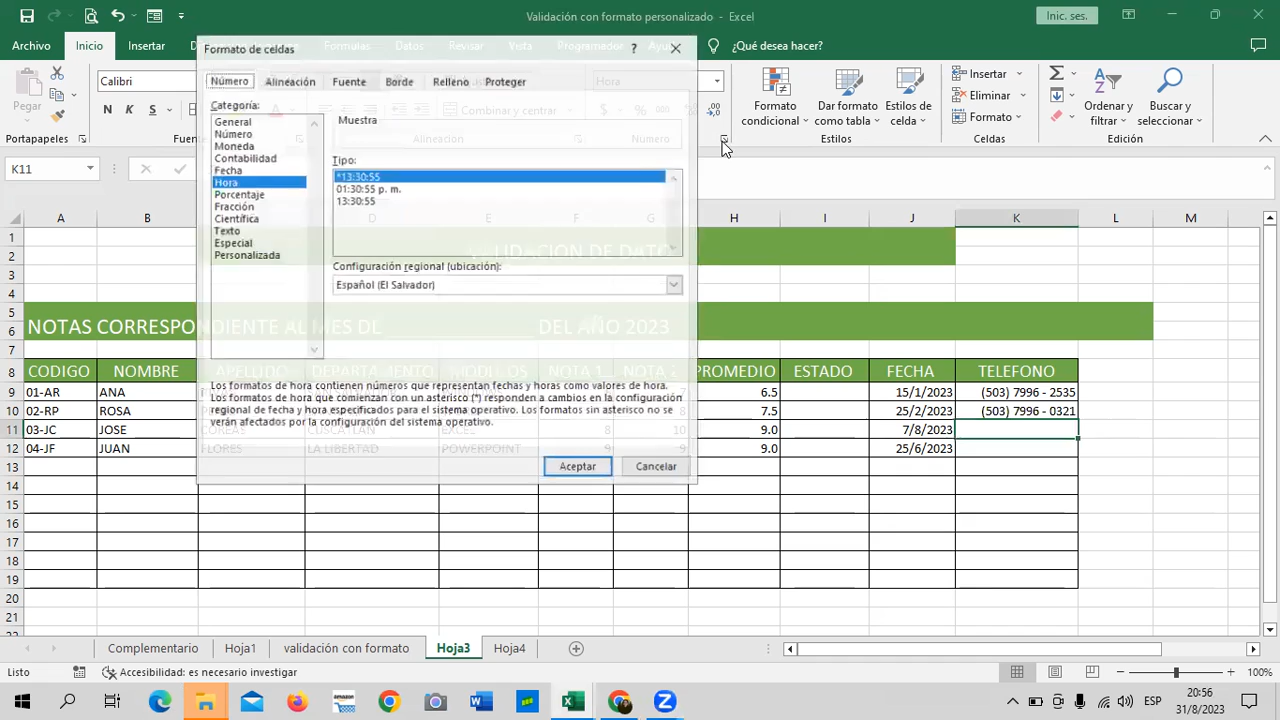 Validación con formato personalizado - Excel
Inic. ses.
Archivo Inicio Insertar Fórmulas Datos Revisar Vista Programador Ayuda ¿Qué desea hacer?
Formato de celdas
?
Pegar
Calibri
Hora
N K S
Combinar y centrar
$ % 000
Formato condicional
Dar formato como tabla
Estilos de celda
Insertar
Eliminar
Formato
Ordenar y filtrar
Buscar y seleccionar
Portapapeles
Alineación
Número
Estilos
Celdas
Edición
K11
Número Alineación Fuente Borde Relleno Proteger
Categoría:
General
Número
Moneda
Contabilidad
Fecha
Hora
Porcentaje
Fracción
Científica
Texto
Especial
Personalizada
Muestra
Tipo:
*13:30:55
01:30:55 p. m.
13:30:55
Configuración regional (ubicación):
Español (El Salvador)
Los formatos de hora contienen números que representan fechas y horas como valores de hora.
Los formatos de hora que comienzan con un asterisco (*) responden a cambios en la configuración
regional de fecha y hora especificados para el sistema operativo. Los formatos sin asterisco no se
verán afectados por la configuración del sistema operativo.
Aceptar Cancelar
A B D E F G H I J K L M
1
2 VALIDACION DE DATO
3
4
5
6 NOTAS CORRESPONDIENTE AL MES DE DEL AÑO 2023
7
8 CODIGO NOMBRE APELLIDO DEPARTAMENTO MODULOS NOTA 1 NOTA 2 PROMEDIO ESTADO FECHA TELEFONO
9 01-AR ANA 6.5 15/1/2023 (503) 7996 - 2535
10 02-RP ROSA 8 7.5 25/2/2023 (503) 7996 - 0321
11 03-JC JOSE CUSCATLAN EXCEL 8 10 9.0 7/8/2023
12 04-JF JUAN FLORES LA LIBERTAD POWERPOINT 9.0 25/6/2023
13
14
15
16
17
18
19
20
21
Complementario Hoja1 validación con formato Hoja3 Hoja4
Listo Accesibilidad: es necesario investigar 100%
ESP
20:56
31/8/2023